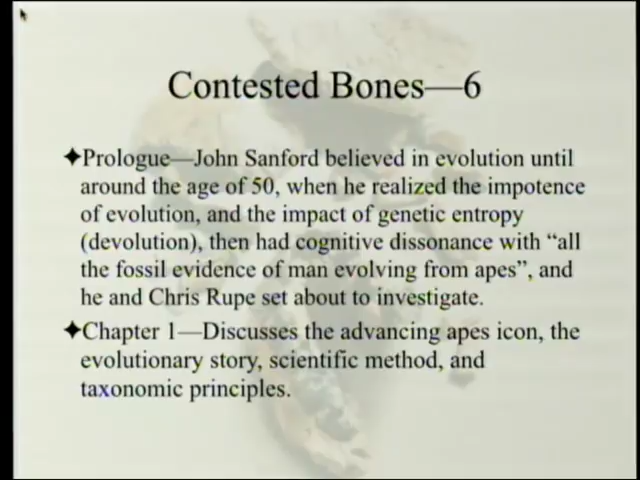 Contested Bones—6
✦Prologue—John Sanford believed in evolution until
around the age of 50, when he realized the impotence
of evolution, and the impact of genetic entropy
(devolution), then had cognitive dissonance with “all
the fossil evidence of man evolving from apes”, and
he and Chris Rupe set about to investigate.
✦Chapter 1—Discusses the advancing apes icon, the
evolutionary story, scientific method, and
taxonomic principles.